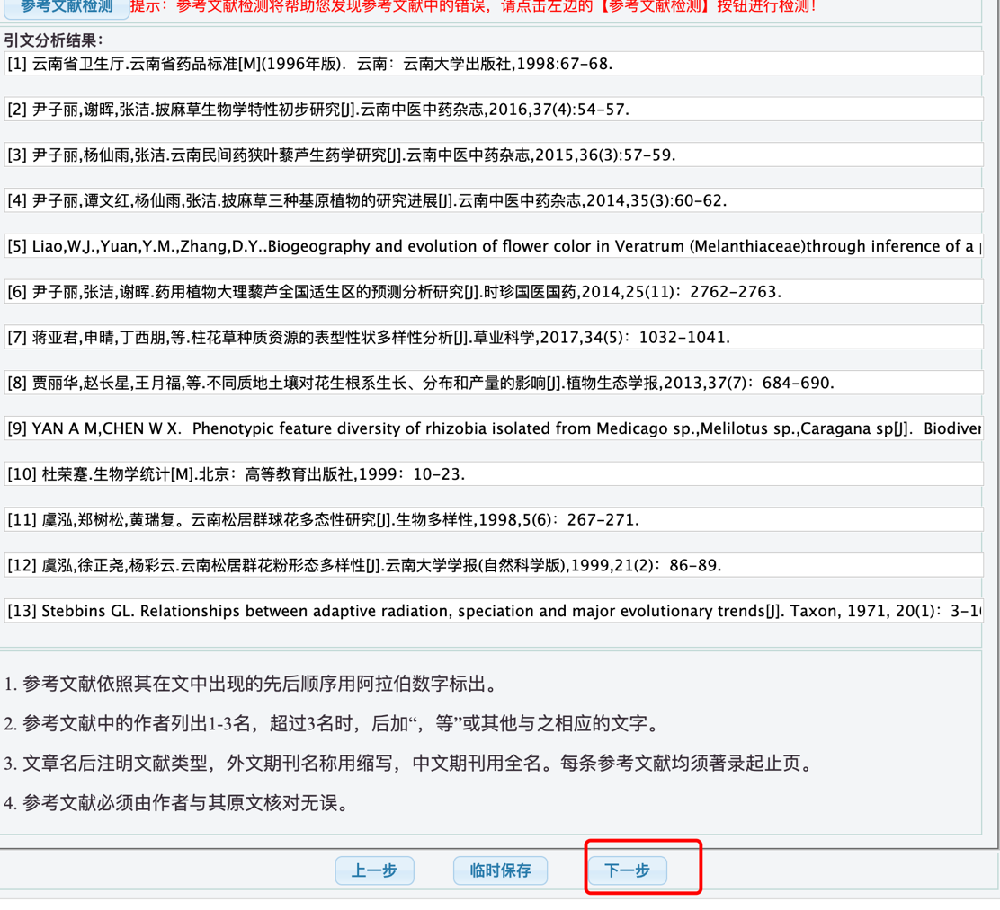 参考文献检测 提示：参考文献检测将帮助您发现参考文献中的错误，请点击左边的【参考文献检测】按钮进行检测！
引文分析结果：
[1] 云南省卫生厅.云南省药品标准[M](1996年版). 云南：云南大学出版社,1998:67-68.
[2] 尹子丽,谢晖,张洁.披麻草生物学特性初步研究[J].云南中医中药杂志,2016,37(4):54-57.
[3] 尹子丽,杨仙雨,张洁.云南民间药狭叶藜芦生药学研究[J].云南中医中药杂志,2015,36(3):57-59.
[4] 尹子丽,谭文红,杨仙雨,张洁.披麻草三种基原植物的研究进展[J].云南中医中药杂志,2014,35(3):60-62.
[5] Liao,W.J.,Yuan,Y.M.,Zhang,D.Y..Biogeography and evolution of flower color in Veratrum (Melanthiaceae)through inference of a
[6] 尹子丽,张洁,谢晖.药用植物大理藜芦全国适生区的预测分析研究[J].时珍国医国药,2014,25(11)：2762-2763.
[7] 蒋亚君,申晴,丁西朋,等.柱花草种质资源的表型性状多样性分析[J].草业科学,2017,34(5)：1032-1041.
[8] 贾丽华,赵长星,王月福,等.不同质地土壤对花生根系生长、分布和产量的影响[J].植物生态学报,2013,37(7)：684-690.
[9] YAN A M,CHEN W X. Phenotypic feature diversity of rhizobia isolated from Medicago sp.,Melilotus sp.,Caragana sp[J]. Biodiver
[10] 杜荣骞.生物学统计[M].北京：高等教育出版社,1999：10-23.
[11] 虞泓,郑树松,黄瑞复。云南松居群球花多态性研究[J].生物多样性,1998,5(6)：267-271.
[12] 虞泓,徐正尧,杨彩云.云南松居群花粉形态多样性[J].云南大学学报(自然科学版),1999,21(2)：86-89.
[13] Stebbins GL. Relationships between adaptive radiation, speciation and major evolutionary trends[J]. Taxon, 1971, 20(1)：3-1
1. 参考文献依照其在文中出现的先后顺序用阿拉伯数字标出。
2. 参考文献中的作者列出1-3名，超过3名时，后加“，等”或其他与之相应的文字。
3. 文章名后注明文献类型，外文期刊名称用缩写，中文期刊用全名。每条参考文献均须著录起止页。
4. 参考文献必须由作者与其原文核对无误。
上一步 临时保存 下一步